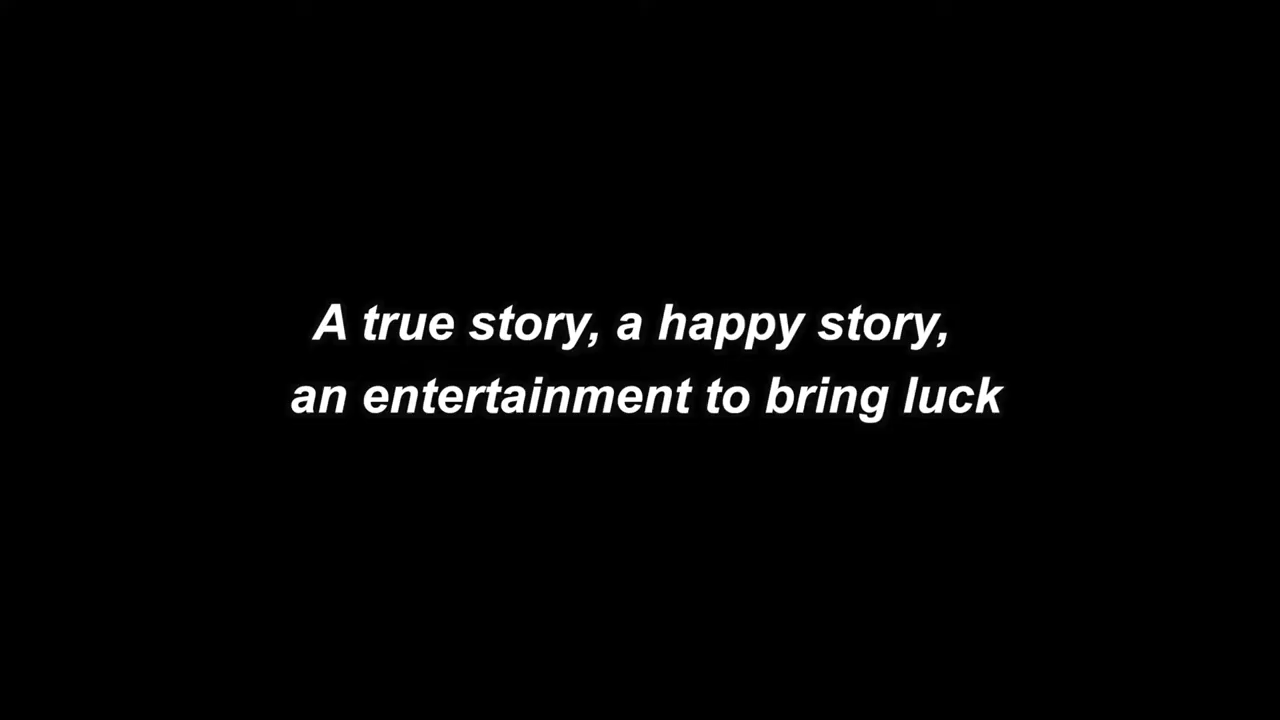 A true story, a happy story,
an entertainment to bring luck